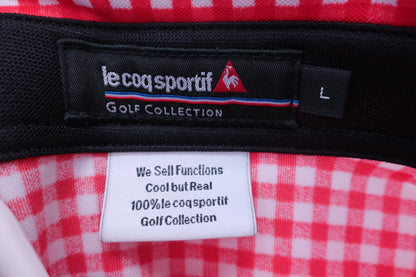 le coq sportif
GOLF COLLECTION
L
We Sell Functions
Cool but Real
100% le coq sportif
Golf Collection